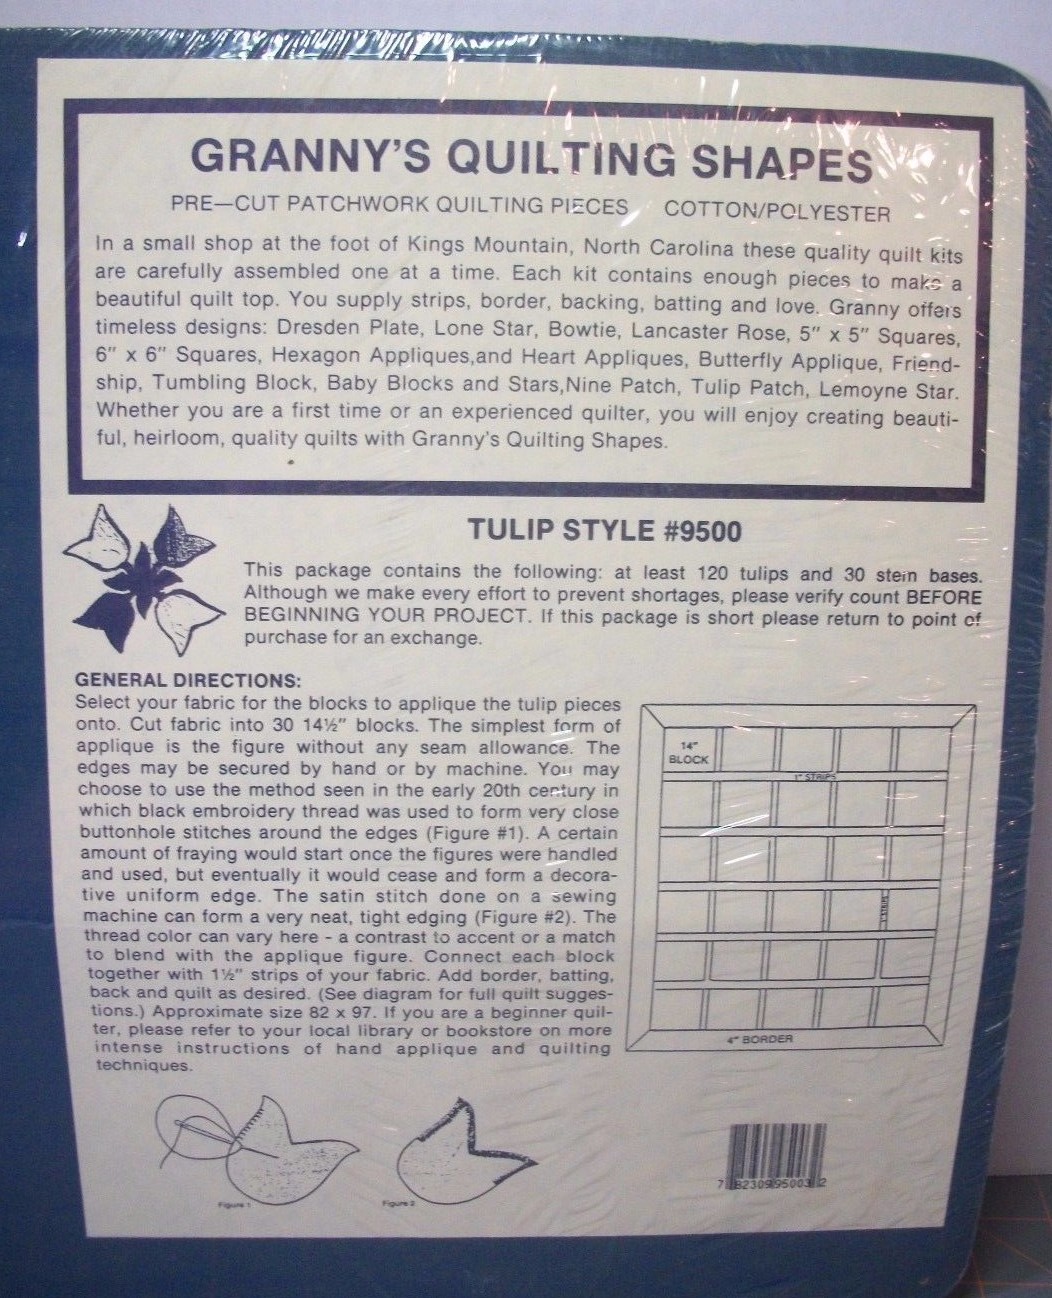 GRANNY'S QUILTING SHAPES
PRE—CUT PATCHWORK QUILTING PIECES COTTON/POLYESTER
In a small shop at the foot of Kings Mountain, North Carolina these quality quilt kits
are carefully assembled one at a time. Each kit contains enough pieces to make a
beautiful quilt top. You supply strips, border, backing, batting and love. Granny offers
timeless designs: Dresden Plate, Lone Star, Bowtie, Lancaster Rose, 5" x 5" Squares,
6" x 6" Squares, Hexagon Appliques,and Heart Appliques, Butterfly Applique, Friend-
ship, Tumbling Block, Baby Blocks and Stars,Nine Patch, Tulip Patch, Lemoyne Star.
Whether you are a first time or an experienced quilter, you will enjoy creating beauti-
ful, heirloom, quality quilts with Granny's Quilting Shapes.
TULIP STYLE #9500
This package contains the following: at least 120 tulips and 30 stem bases.
Although we make every effort to prevent shortages, please verify count BEFORE
BEGINNING YOUR PROJECT. If this package is short please return to point of
purchase for an exchange.
GENERAL DIRECTIONS:
Select your fabric for the blocks to applique the tulip pieces
onto. Cut fabric into 30 14½" blocks. The simplest form of
applique is the figure without any seam allowance. The
edges may be secured by hand or by machine. You may
choose to use the method seen in the early 20th century in
which black embroidery thread was used to form very close
buttonhole stitches around the edges (Figure #1). A certain
amount of fraying would start once the figures were handled
and used, but eventually it would cease and form a decora-
tive uniform edge. The satin stitch done on a sewing
machine can form a very neat, tight edging (Figure #2). The
thread color can vary here - a contrast to accent or a match
to blend with the applique figure. Connect each block
together with 1½" strips of your fabric. Add border, batting,
back and quilt as desired. (See diagram for full quilt sugges-
tions.) Approximate size 82 x 97. If you are a beginner quil-
ter, please refer to your local library or bookstore on more
intense instructions of hand applique and quilting
techniques.
14"
BLOCK
1" STRIPS
1" STRIPS
4" BORDER
Figure 1
Figure 2
7 82309 95003 2